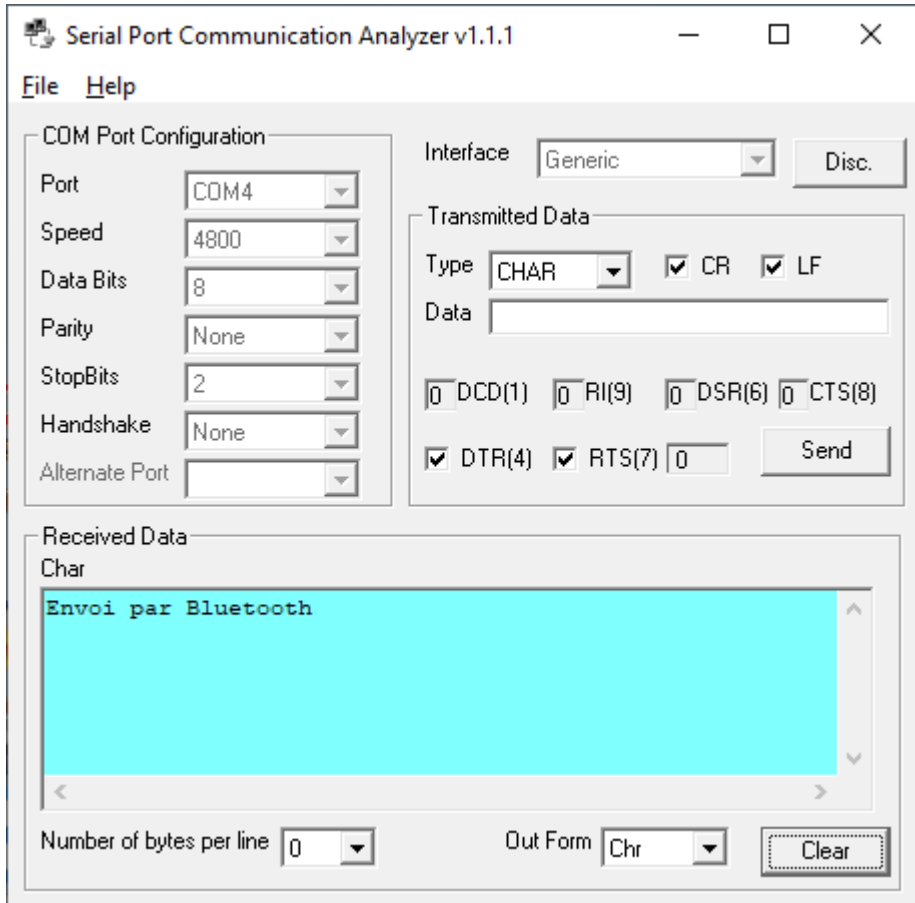 Serial Port Communication Analyzer v1.1.1
File Help
COM Port Configuration
Port COM4
Speed 4800
Data Bits 8
Parity None
StopBits 2
Handshake None
Alternate Port
Interface Generic Disc.
Transmitted Data
Type CHAR CR LF
Data
0 DCD(1) 0 RI(9) 0 DSR(6) 0 CTS(8)
DTR(4) RTS(7) 0 Send
Received Data
Char
Envoi par Bluetooth
Number of bytes per line 0 Out Form Chr Clear